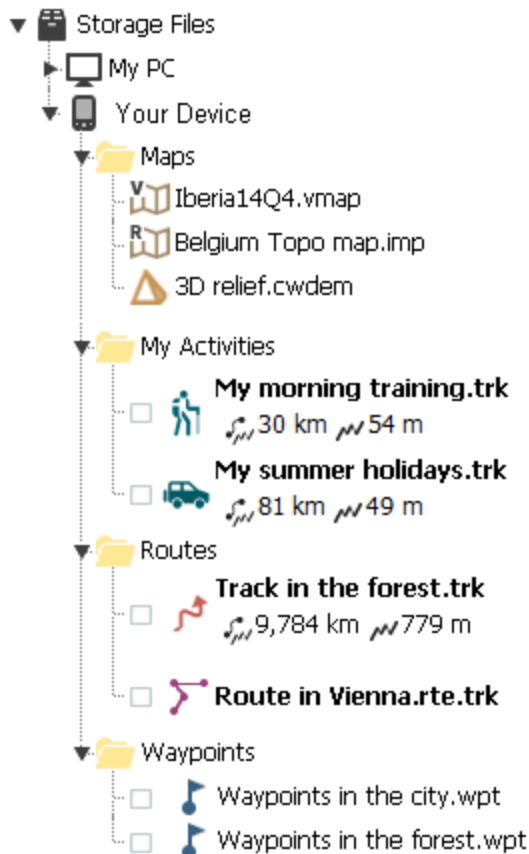 Storage Files
My PC
Your Device
Maps
V
Iberia14Q4.vmap
R
Belgium Topo map.imp
3D relief.cwdem
My Activities
My morning training.trk
30 km 54 m
My summer holidays.trk
81 km 49 m
Routes
Track in the forest.trk
9,784 km 779 m
Route in Vienna.rte.trk
Waypoints
Waypoints in the city.wpt
Waypoints in the forest.wpt